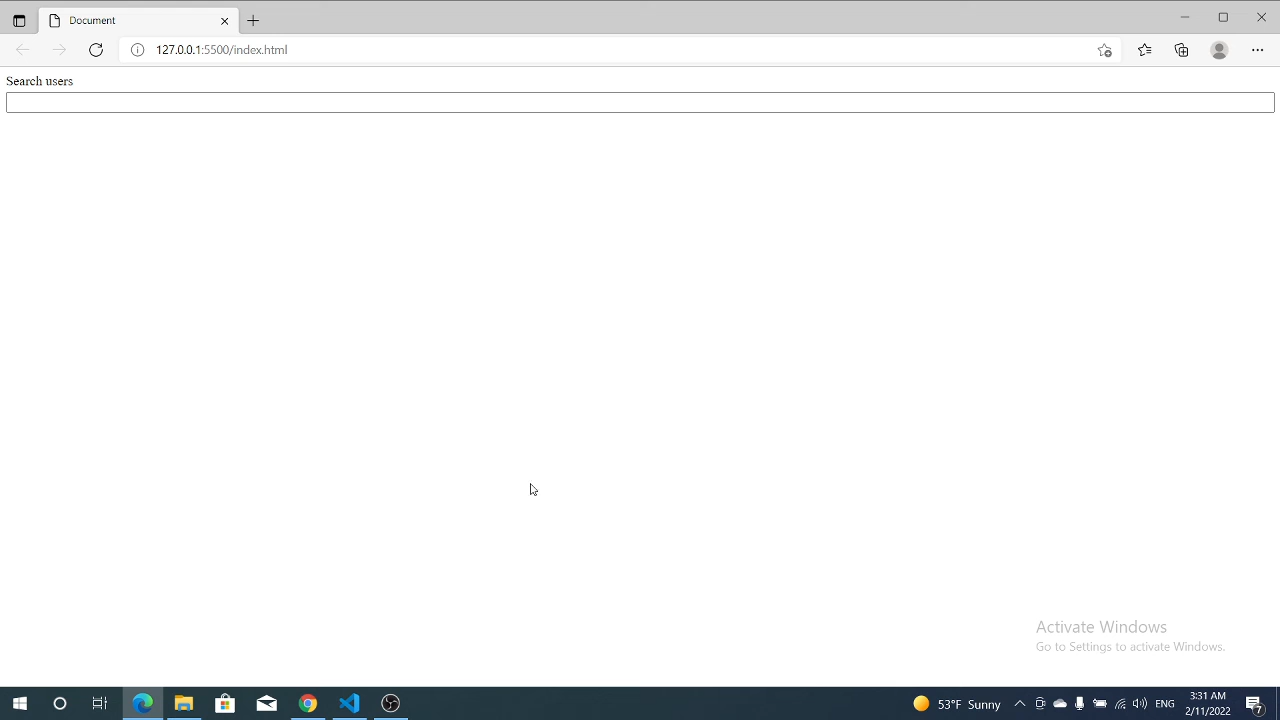 Document
127.0.0.1:5500/index.html
Search users
Activate Windows
Go to Settings to activate Windows.
53°F Sunny
ENG
3:31 AM
2/11/2022
7